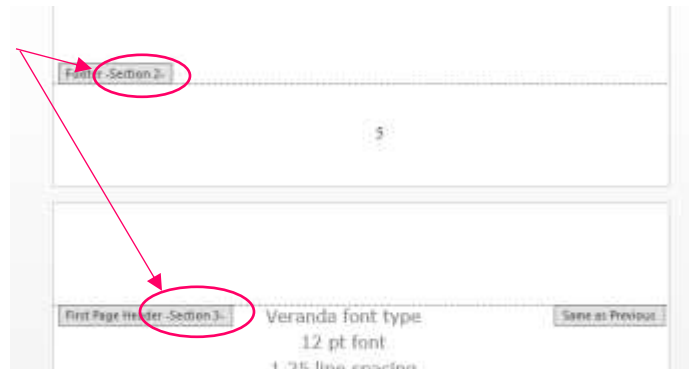 Footer -Section 2-
5
First Page Header -Section 3-
Same as Previous
Veranda font type
12 pt font
1.25 line spacing